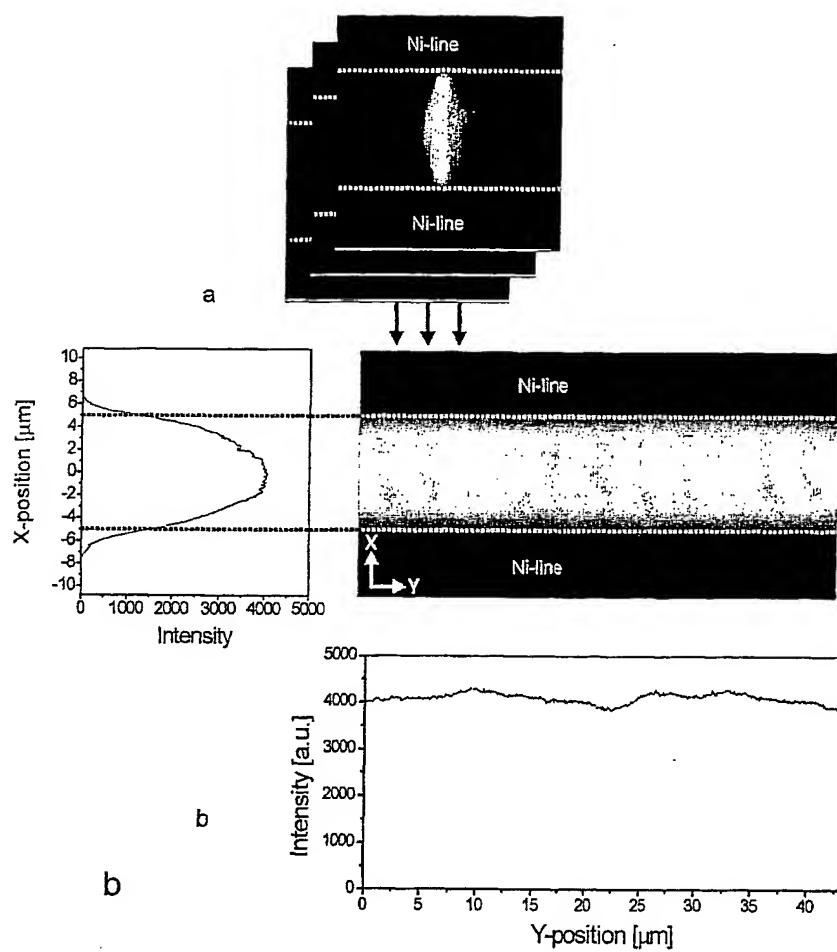 Ni-line
Ni-line
a
X-position [µm]
10
8
6
4
2
0
-2
-4
-6
-8
-10
0 1000 2000 3000 4000 5000
Intensity
Ni-line
X
Y
Ni-line
b
Intensity [a.u.]
5000
4000
3000
2000
1000
0
0 5 10 15 20 25 30 35 40
Y-position [µm]
b